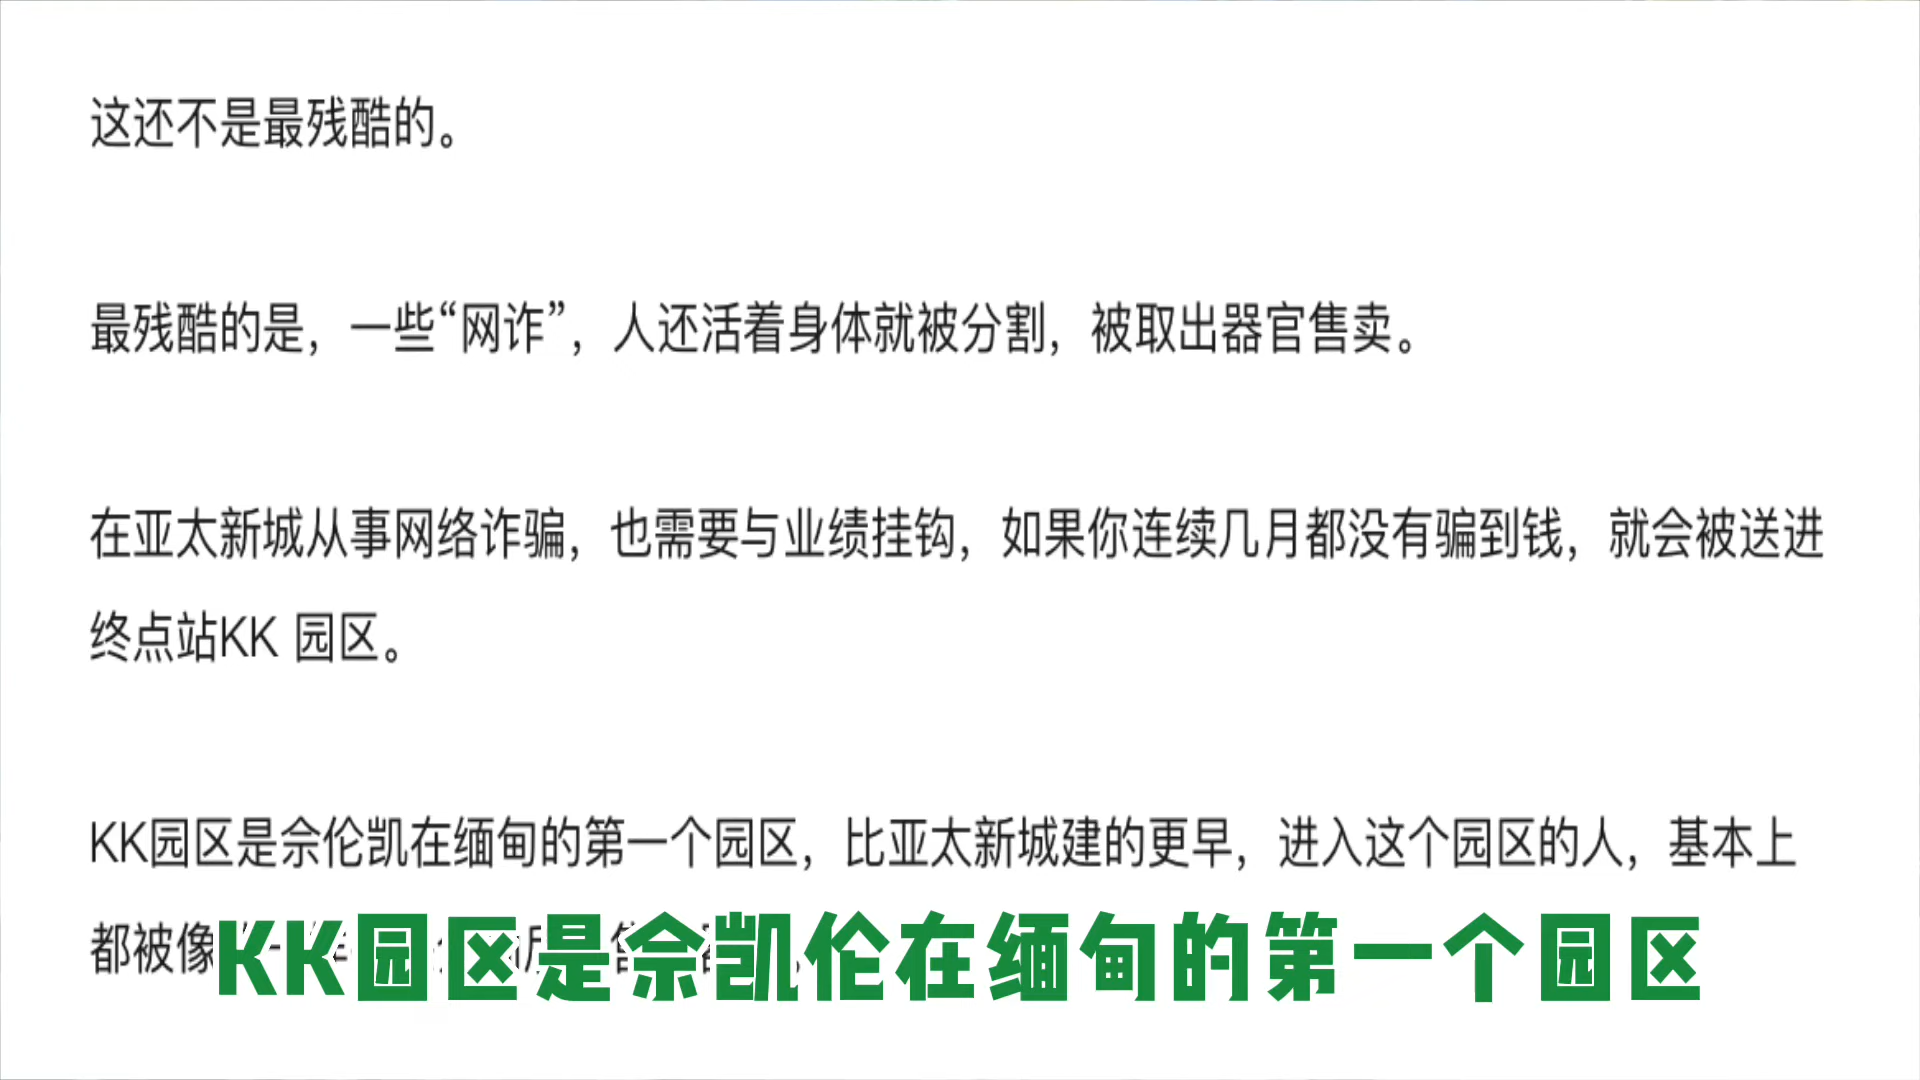 这还不是最残酷的。
最残酷的是，一些“网诈”，人还活着身体就被分割，被取出器官售卖。
在亚太新城从事网络诈骗，也需要与业绩挂钩，如果你连续几月都没有骗到钱，就会被送进
终点站KK 园区。
KK园区是佘伦凯在缅甸的第一个园区，比亚太新城建的更早，进入这个园区的人，基本上
都被像
KK园区是佘凯伦在缅甸的第一个园区